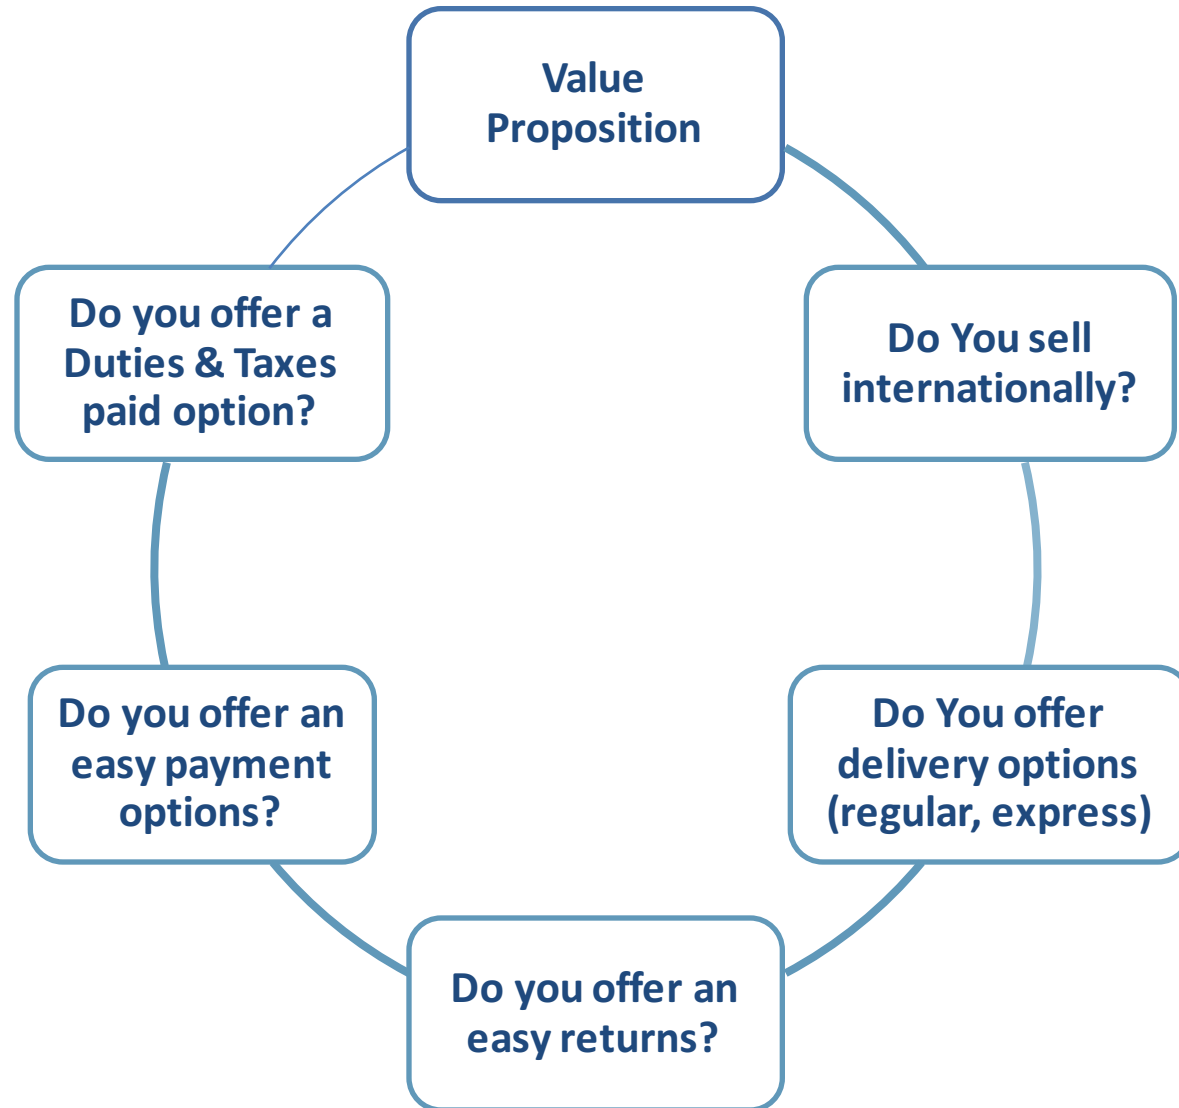 Value
Proposition
Do You sell
internationally?
Do You offer
delivery options
(regular, express)
Do you offer an
easy returns?
Do you offer an
easy payment
options?
Do you offer a
Duties & Taxes
paid option?